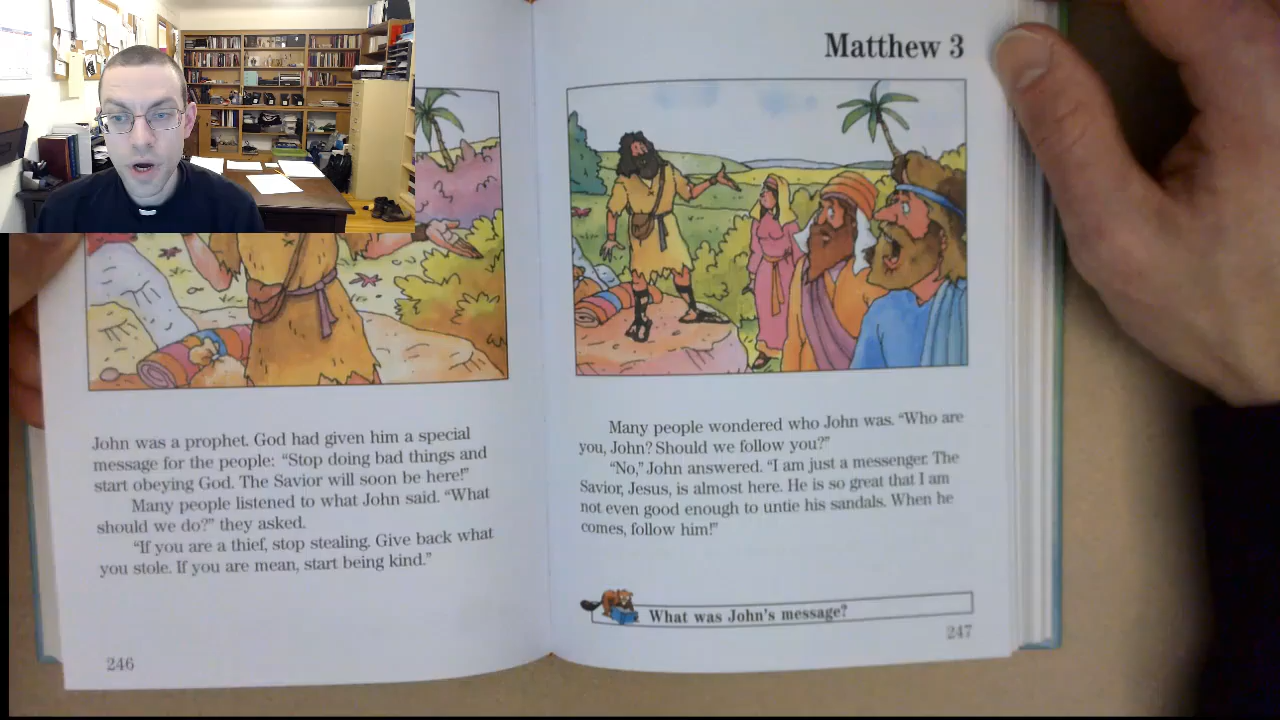 John was a prophet. God had given him a special
message for the people: “Stop doing bad things and
start obeying God. The Savior will soon be here!”
Many people listened to what John said. “What
should we do?” they asked.
“If you are a thief, stop stealing. Give back what
you stole. If you are mean, start being kind.”
246
Matthew 3
Many people wondered who John was. “Who are
you, John? Should we follow you?”
“No,” John answered. “I am just a messenger. The
Savior, Jesus, is almost here. He is so great that I am
not even good enough to untie his sandals. When he
comes, follow him!”
What was John's message?
247